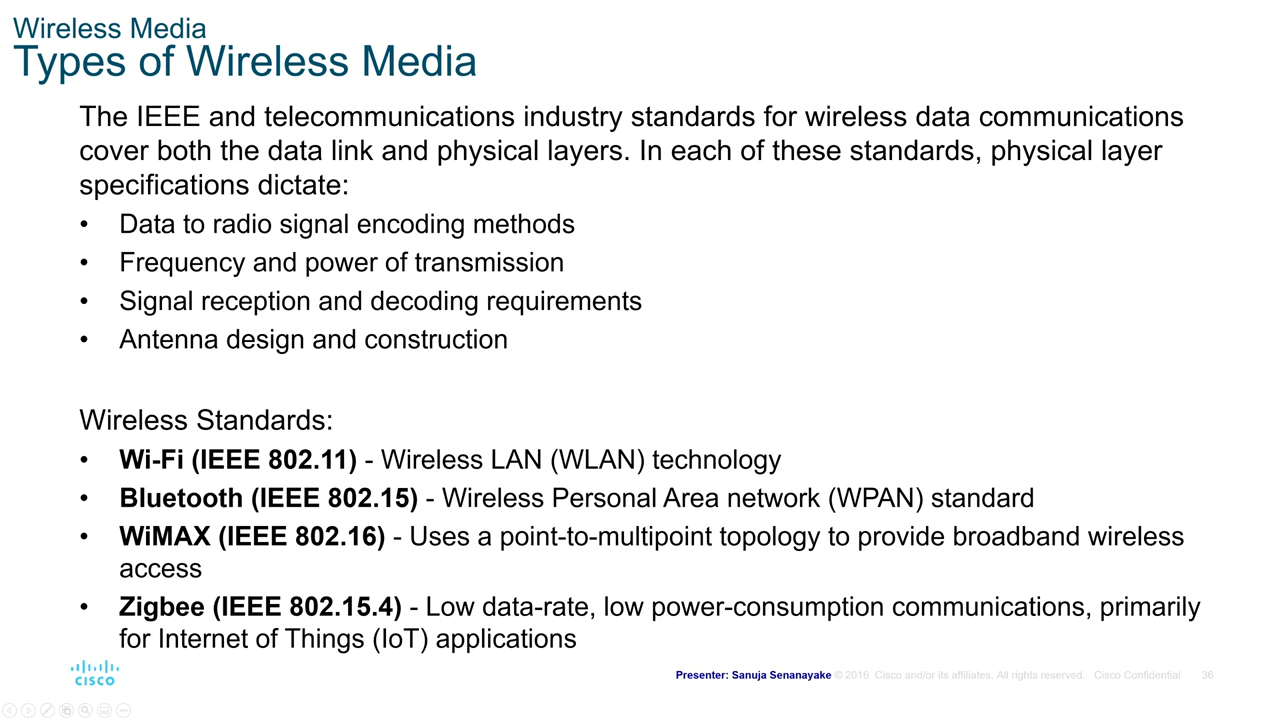 Wireless Media
Types of Wireless Media
The IEEE and telecommunications industry standards for wireless data communications
cover both the data link and physical layers. In each of these standards, physical layer
specifications dictate:
• Data to radio signal encoding methods
• Frequency and power of transmission
• Signal reception and decoding requirements
• Antenna design and construction
Wireless Standards:
• Wi-Fi (IEEE 802.11) - Wireless LAN (WLAN) technology
• Bluetooth (IEEE 802.15) - Wireless Personal Area network (WPAN) standard
• WiMAX (IEEE 802.16) - Uses a point-to-multipoint topology to provide broadband wireless
access
• Zigbee (IEEE 802.15.4) - Low data-rate, low power-consumption communications, primarily
for Internet of Things (IoT) applications
CISCO
Presenter: Sanuja Senanayake © 2016 Cisco and/or its affiliates. All rights reserved. Cisco Confidential 36